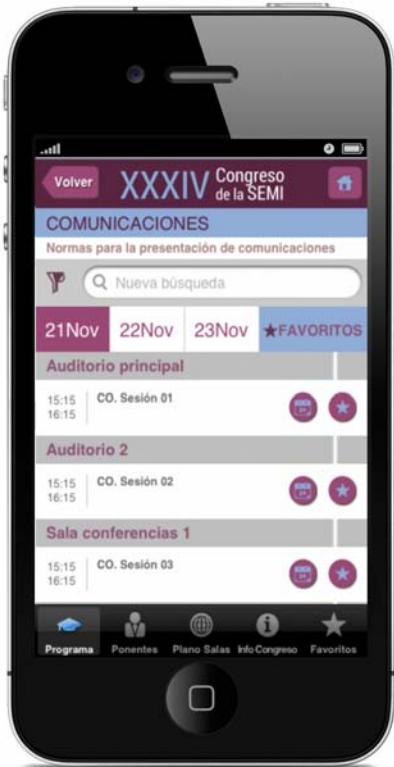 Volver
XXXIV Congreso
de la SEMI
COMUNICACIONES
Normas para la presentación de comunicaciones
Nueva búsqueda
21Nov 22Nov 23Nov ★FAVORITOS
Auditorio principal
15:15 CO. Sesión 01
16:15
Auditorio 2
15:15 CO. Sesión 02
16:15
Sala conferencias 1
15:15 CO. Sesión 03
16:15
Programa Ponentes Plano Salas InfoCongreso Favoritos